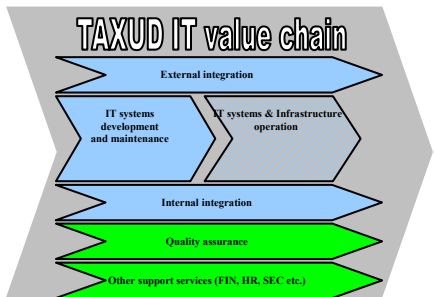 TAXUD IT value chain
External integration
IT systems
development
and maintenance
IT systems & Infrastructure
operation
Internal integration
Quality assurance
Other support services (FIN, HR, SEC etc.)